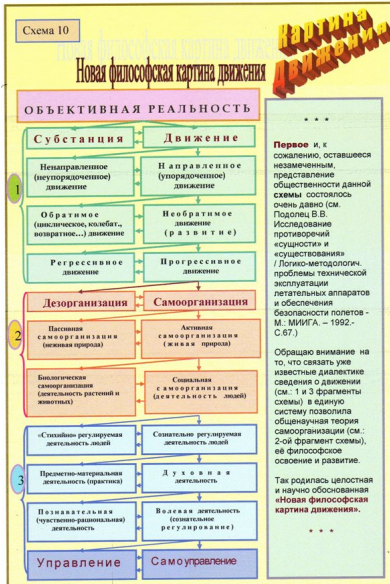 Схема 10
Картина
Движения
Новая философская картина движения
ОБЪЕКТИВНАЯ РЕАЛЬНОСТЬ
Субстанция
Движение
1
Ненаправленное
(неупорядоченное)
движение
Направленное
(упорядоченное)
движение
Обратимое
(циклическое, колебат.,
возвратное...) движение
Необратимое
движение
(развитие)
Регрессивное
движение
Прогрессивное
движение
2
Дезорганизация
Самоорганизация
Пассивная
самоорганизация
(неживая природа)
Активная
самоорганизация
(живая природа)
Биологическая
самоорганизация
(деятельность растений и
животных)
Социальная
самоорганизация
(деятельность людей)
3
«Стихийно» регулируемая
деятельность людей
Сознательно регулируемая
деятельность людей
Предметно-материальная
деятельность (практика)
Духовная
деятельность
Познавательная
(чувственно-рациональная)
деятельность
Волевая деятельность
(сознательное
регулирование)
Управление
Самоуправление
* * *
Первое и, к
сожалению, оставшееся
незамеченным,
представление
общественности данной
схемы состоялось
очень давно (см.
Подолец В.В.
Исследование
противоречий
«сущности» и
«существования»
/ Логико-методологич.
проблемы технической
эксплуатации
летательных аппаратов
и обеспечения
безопасности полетов -
М.: МИИГА. – 1992.-
С.67.)
Обращаю внимание на
то, что связать уже
известные диалектике
сведения о движении
(см.: 1 и 3 фрагменты
схемы) в единую
систему позволила
общенаучная теория
самоорганизации (см.:
2-ой фрагмент схемы),
её философское
освоение и развитие.
Так родилась целостная
и научно обоснованная
«Новая философская
картина движения».
* * *